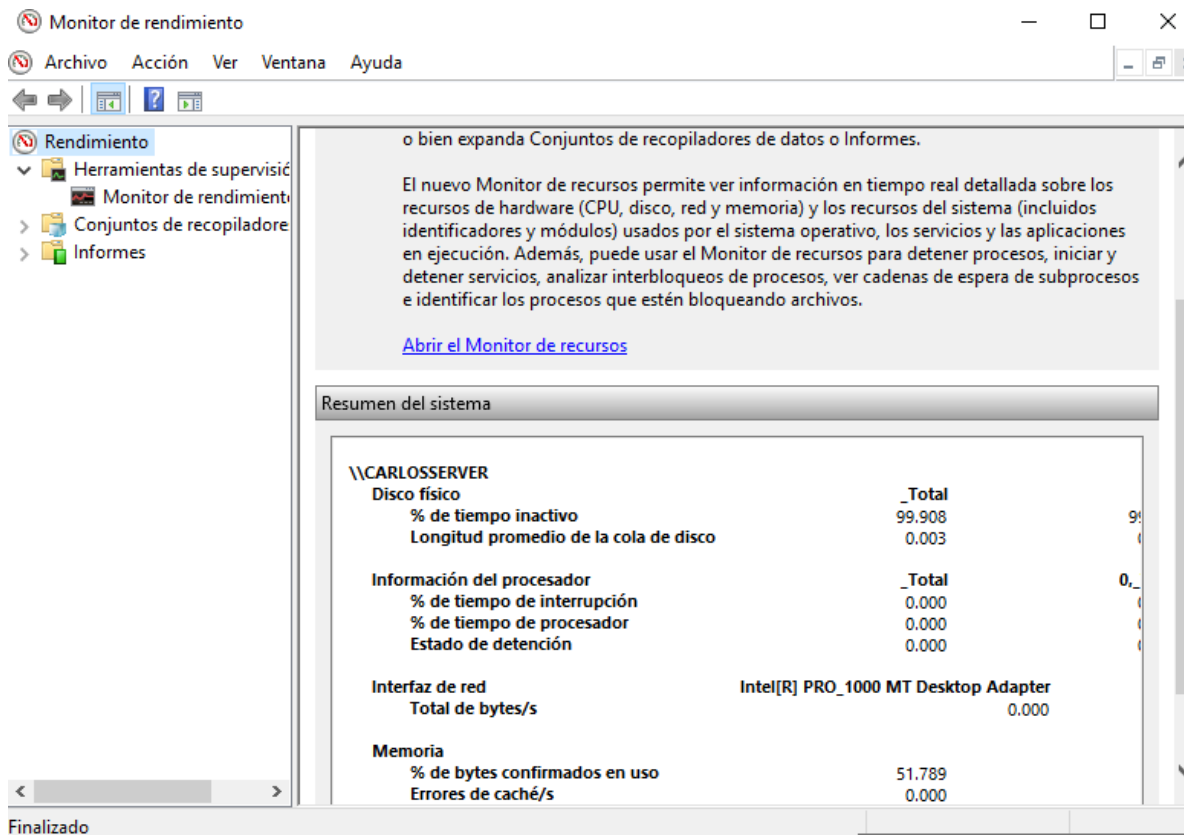 Monitor de rendimiento
Archivo Acción Ver Ventana Ayuda
Rendimiento
Herramientas de supervisió
Monitor de rendimiento
Conjuntos de recopiladore
Informes
o bien expanda Conjuntos de recopiladores de datos o Informes.
El nuevo Monitor de recursos permite ver información en tiempo real detallada sobre los
recursos de hardware (CPU, disco, red y memoria) y los recursos del sistema (incluidos
identificadores y módulos) usados por el sistema operativo, los servicios y las aplicaciones
en ejecución. Además, puede usar el Monitor de recursos para detener procesos, iniciar y
detener servicios, analizar interbloqueos de procesos, ver cadenas de espera de subprocesos
e identificar los procesos que estén bloqueando archivos.
Abrir el Monitor de recursos
Resumen del sistema
\\CARLOSSERVER
Disco físico _Total
% de tiempo inactivo 99.908
Longitud promedio de la cola de disco 0.003
Información del procesador _Total 0,_
% de tiempo de interrupción 0.000
% de tiempo de procesador 0.000
Estado de detención 0.000
Interfaz de red Intel[R] PRO_1000 MT Desktop Adapter
Total de bytes/s 0.000
Memoria
% de bytes confirmados en uso 51.789
Errores de caché/s 0.000
Finalizado